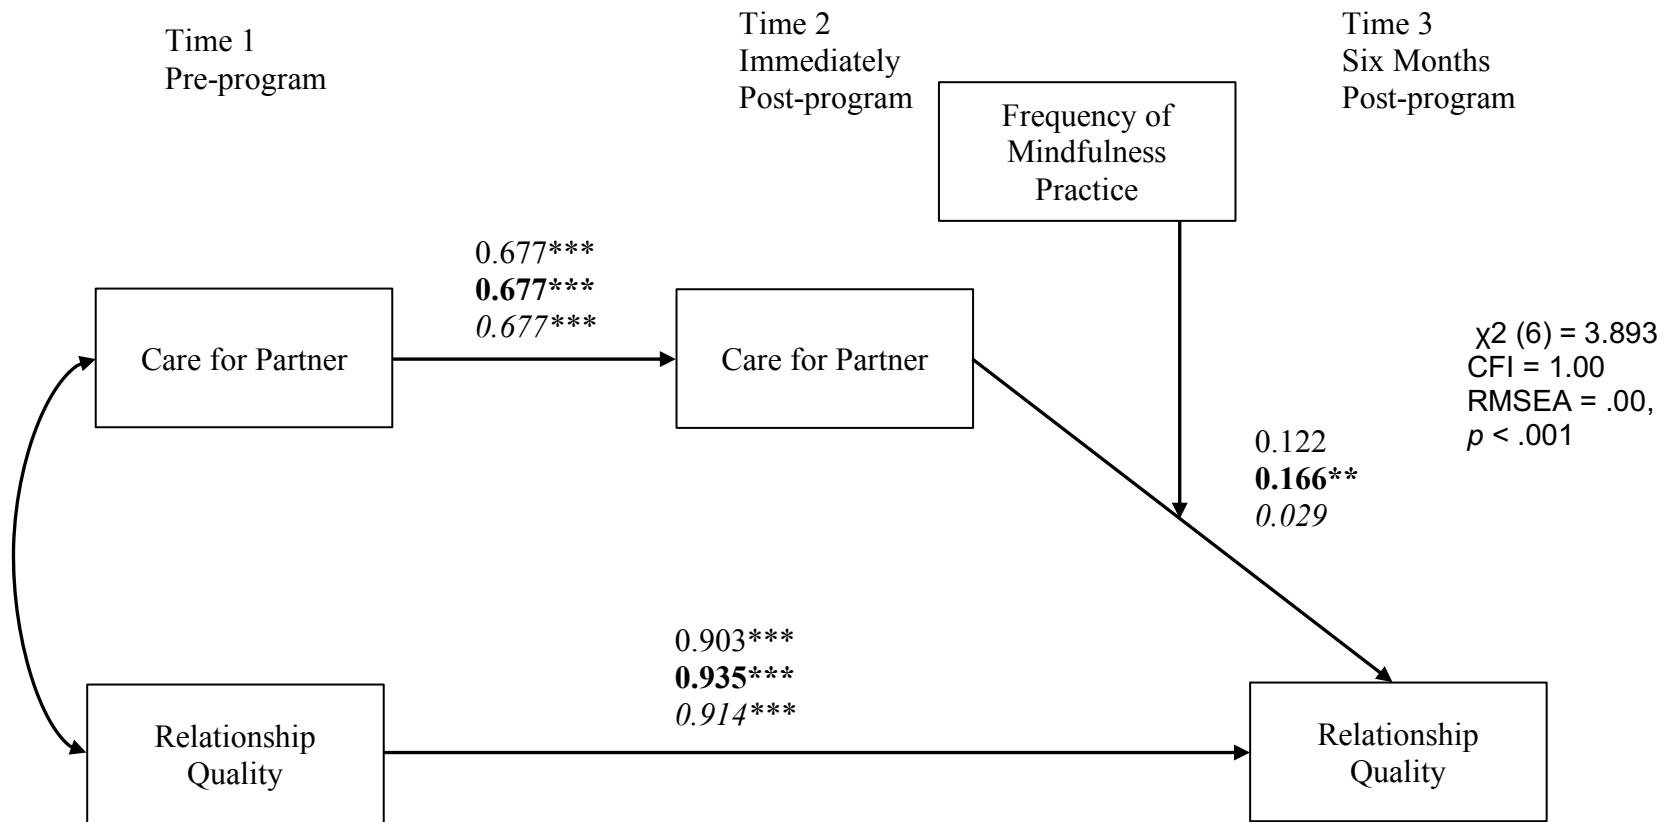 Time 1
Pre-program
Time 2
Immediately
Post-program
Time 3
Six Months
Post-program
Frequency of
Mindfulness
Practice
0.677***
0.677***
0.677***
Care for Partner
Care for Partner
χ2 (6) = 3.893
CFI = 1.00
RMSEA = .00,
p < .001
0.122
0.166**
0.029
0.903***
0.935***
0.914***
Relationship
Quality
Relationship
Quality